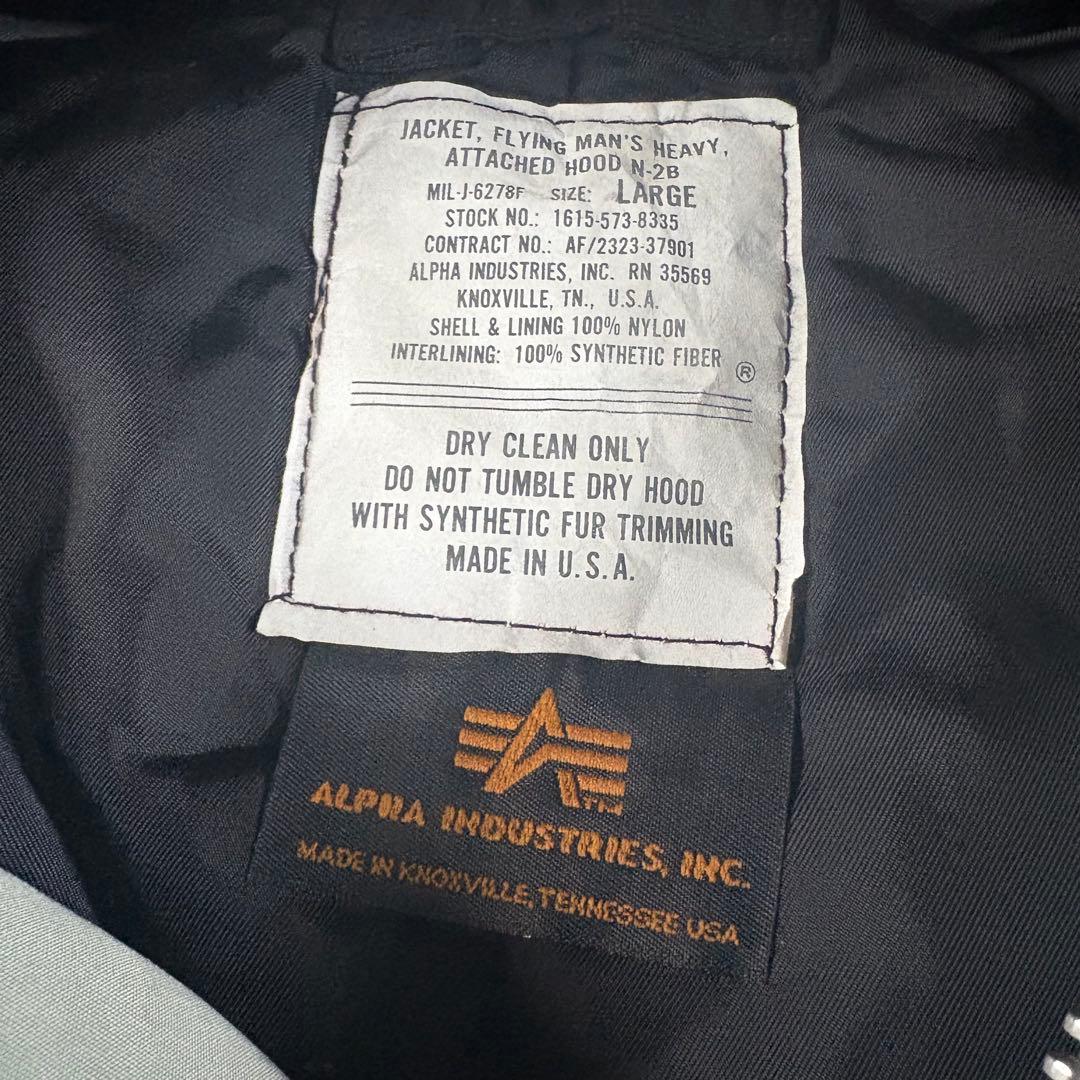 JACKET, FLYING MAN'S HEAVY,
ATTACHED HOOD N-2B
MIL-J-6278F SIZE: LARGE
STOCK NO.: 1615-573-8335
CONTRACT NO.: AF/2323-37901
ALPHA INDUSTRIES, INC. RN 35569
KNOXVILLE, TN., U.S.A.
SHELL & LINING 100% NYLON
INTERLINING: 100% SYNTHETIC FIBER ®
DRY CLEAN ONLY
DO NOT TUMBLE DRY HOOD
WITH SYNTHETIC FUR TRIMMING
MADE IN U.S.A.
TM
ALPHA INDUSTRIES, INC.
MADE IN KNOXVILLE, TENNESSEE USA